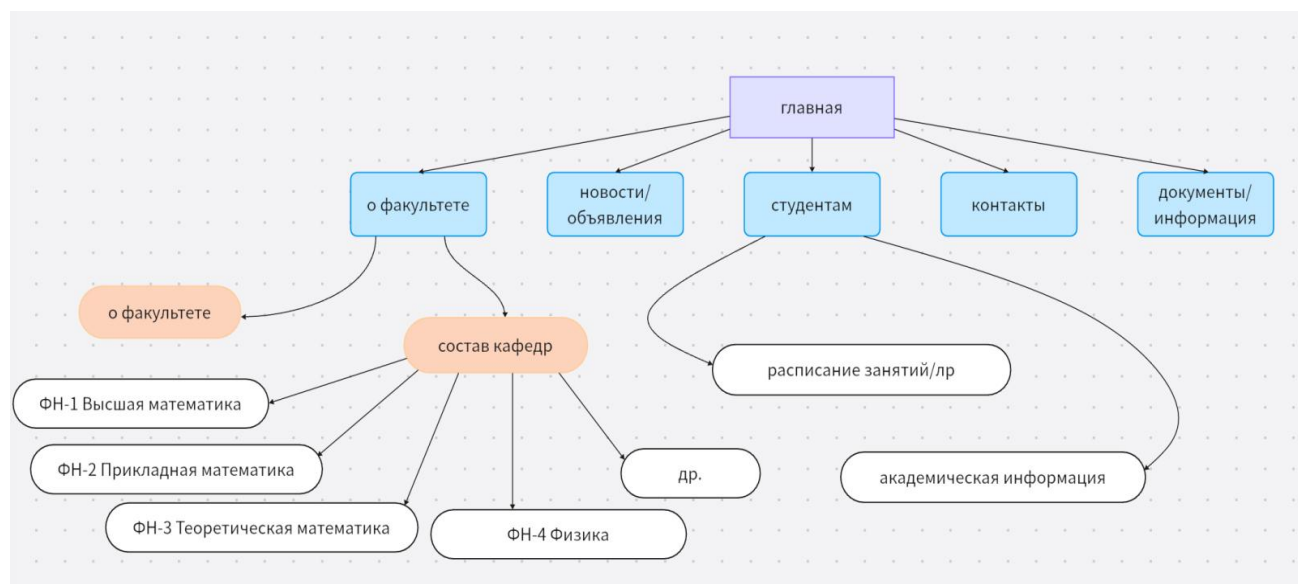 главная
о факультете
новости/
объявления
студентам
контакты
документы/
информация
о факультете
состав кафедр
расписание занятий/лр
ФН-1 Высшая математика
ФН-2 Прикладная математика
др.
академическая информация
ФН-3 Теоретическая математика
ФН-4 Физика